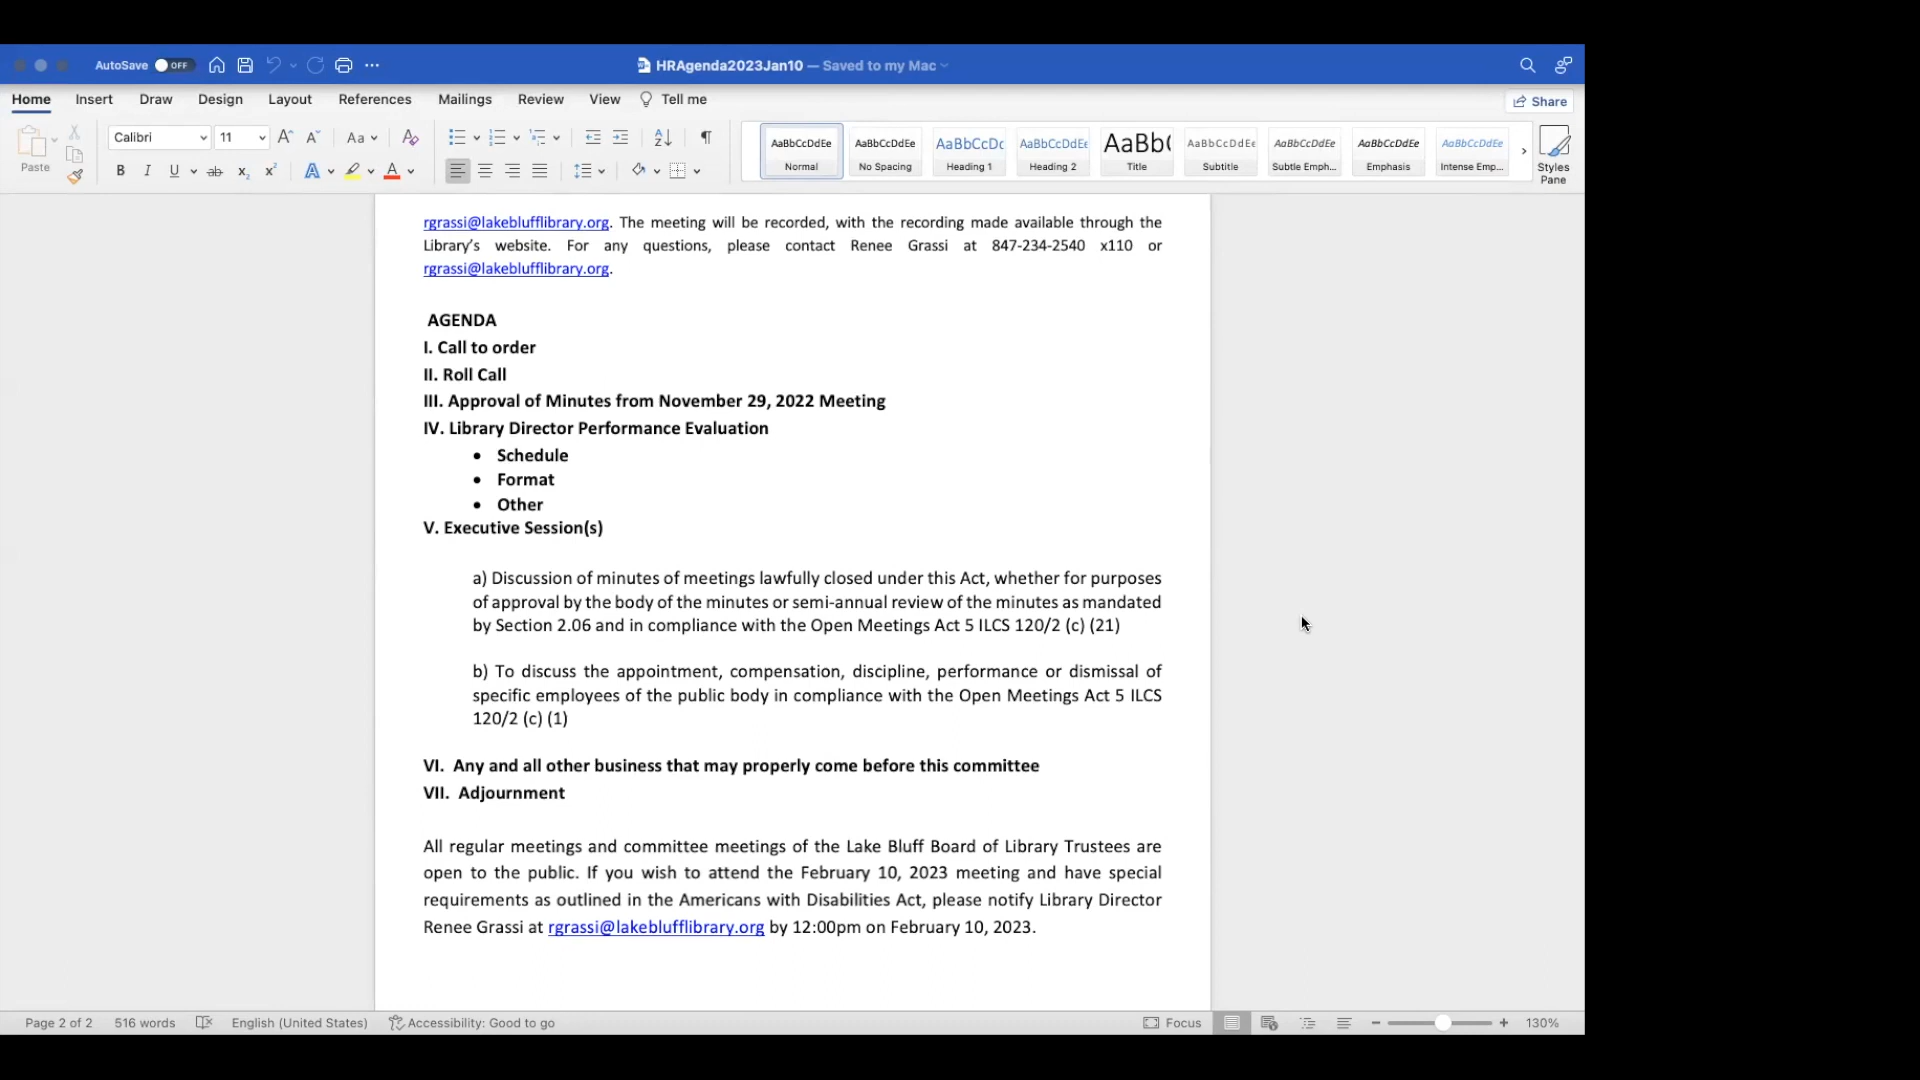 AutoSave OFF HRAgenda2023Jan10 — Saved to my Mac
Home Insert Draw Design Layout References Mailings Review View Tell me Share
Paste Calibri 11 Aa AaBbCcDdEe AaBbCcDdEe AaBbCcDc AaBbCcDdEe AaBb( AaBbCcDdEe AaBbCcDdEe AaBbCcDdEe AaBbCcDdEe
Normal No Spacing Heading 1 Heading 2 Title Subtitle Subtle Emph... Emphasis Intense Emp... Styles Pane
B I U ab x₂ x² A A
rgrassi@lakeblufflibrary.org. The meeting will be recorded, with the recording made available through the
Library’s website. For any questions, please contact Renee Grassi at 847-234-2540 x110 or
rgrassi@lakeblufflibrary.org.
AGENDA
I. Call to order
II. Roll Call
III. Approval of Minutes from November 29, 2022 Meeting
IV. Library Director Performance Evaluation
• Schedule
• Format
• Other
V. Executive Session(s)
a) Discussion of minutes of meetings lawfully closed under this Act, whether for purposes
of approval by the body of the minutes or semi-annual review of the minutes as mandated
by Section 2.06 and in compliance with the Open Meetings Act 5 ILCS 120/2 (c) (21)
b) To discuss the appointment, compensation, discipline, performance or dismissal of
specific employees of the public body in compliance with the Open Meetings Act 5 ILCS
120/2 (c) (1)
VI. Any and all other business that may properly come before this committee
VII. Adjournment
All regular meetings and committee meetings of the Lake Bluff Board of Library Trustees are
open to the public. If you wish to attend the February 10, 2023 meeting and have special
requirements as outlined in the Americans with Disabilities Act, please notify Library Director
Renee Grassi at rgrassi@lakeblufflibrary.org by 12:00pm on February 10, 2023.
Page 2 of 2 516 words English (United States) Accessibility: Good to go Focus 130%